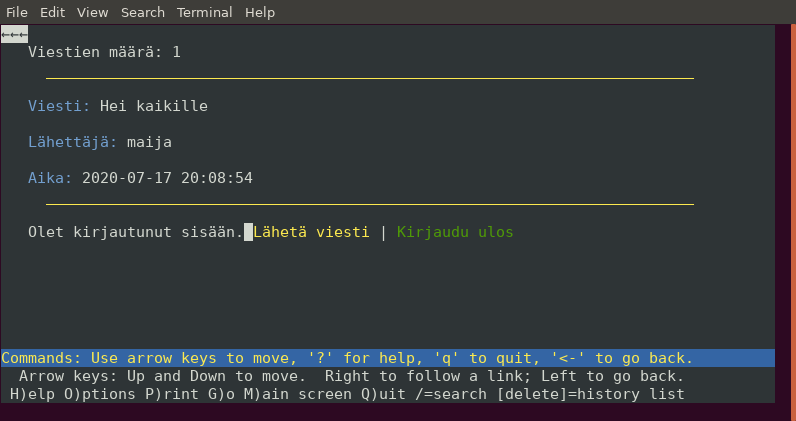 File Edit View Search Terminal Help
←←←
Viestien määrä: 1
Viesti: Hei kaikille
Lähettäjä: maija
Aika: 2020-07-17 20:08:54
Olet kirjautunut sisään. Lähetä viesti | Kirjaudu ulos
Commands: Use arrow keys to move, '?' for help, 'q' to quit, '<-' to go back.
Arrow keys: Up and Down to move.  Right to follow a link; Left to go back.
H)elp O)ptions P)rint G)o M)ain screen Q)uit /=search [delete]=history list